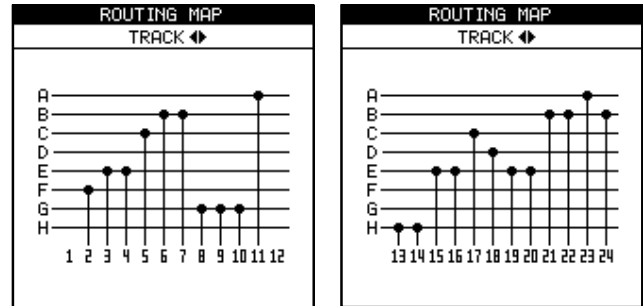 ROUTING MAP
TRACK
A
B
C
D
E
F
G
H
1 2 3 4 5 6 7 8 9 10 11 12
ROUTING MAP
TRACK
A
B
C
D
E
F
G
H
13 14 15 16 17 18 19 20 21 22 23 24